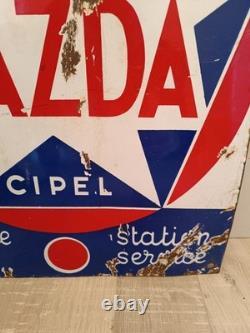 AZDA
CIPEL
e station
service